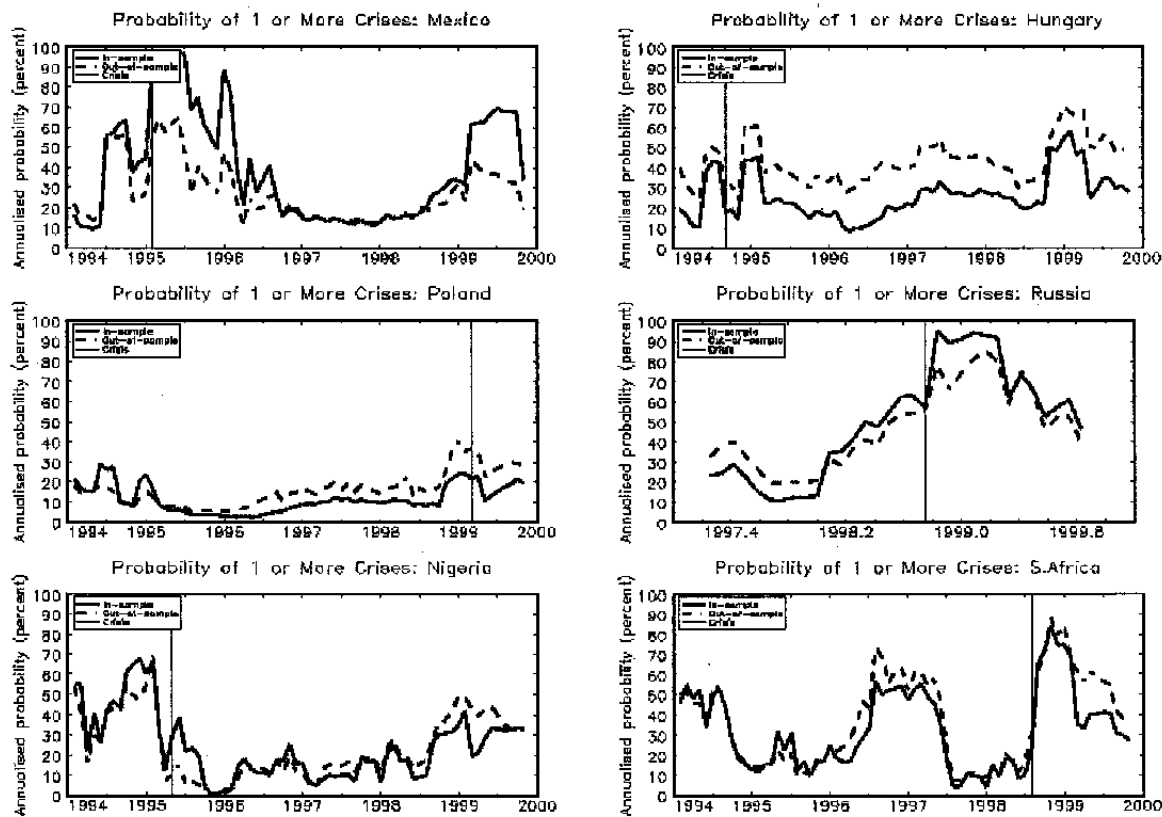 Probability of 1 or More Crises: Mexico
Annualised probability (percent)
100
90
80
70
60
50
40
30
20
10
0
In-sample
Out-of-sample
Crisis
1994 1995 1996 1997 1998 1999 2000
Probability of 1 or More Crises: Hungary
Annualised probability (percent)
100
90
80
70
60
50
40
30
20
10
0
In-sample
Out-of-sample
Crisis
1994 1995 1996 1997 1998 1999 2000
Probability of 1 or More Crises: Poland
Annualised probability (percent)
100
90
80
70
60
50
40
30
20
10
0
In-sample
Out-of-sample
Crisis
1994 1995 1996 1997 1998 1999 2000
Probability of 1 or More Crises: Russia
Annualised probability (percent)
100
90
80
70
60
50
40
30
20
10
0
In-sample
Out-of-sample
Crisis
1997.4 1998.2 1999.0 1999.8
Probability of 1 or More Crises: Nigeria
Annualised probability (percent)
100
90
80
70
60
50
40
30
20
10
0
In-sample
Out-of-sample
Crisis
1994 1995 1996 1997 1998 1999 2000
Probability of 1 or More Crises: S.Africa
Annualised probability (percent)
100
90
80
70
60
50
40
30
20
10
0
In-sample
Out-of-sample
Crisis
1994 1995 1996 1997 1998 1999 2000